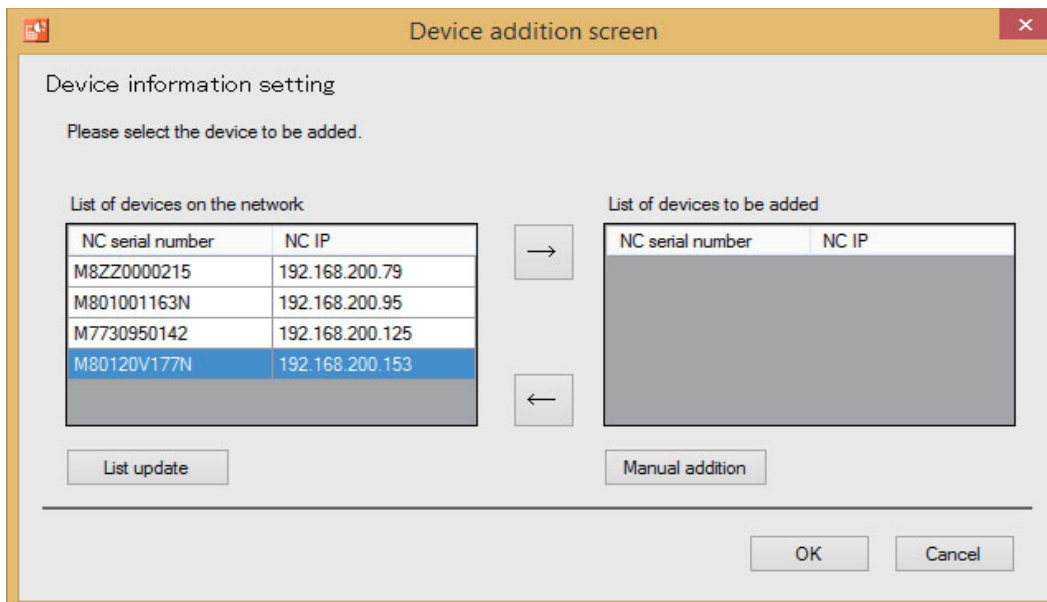 Device addition screen
Device information setting
Please select the device to be added.
List of devices on the network
NC serial number NC IP
M8ZZ0000215 192.168.200.79
M801001163N 192.168.200.95
M7730950142 192.168.200.125
M80120V177N 192.168.200.153
List update
→
←
List of devices to be added
NC serial number NC IP
Manual addition
OK Cancel